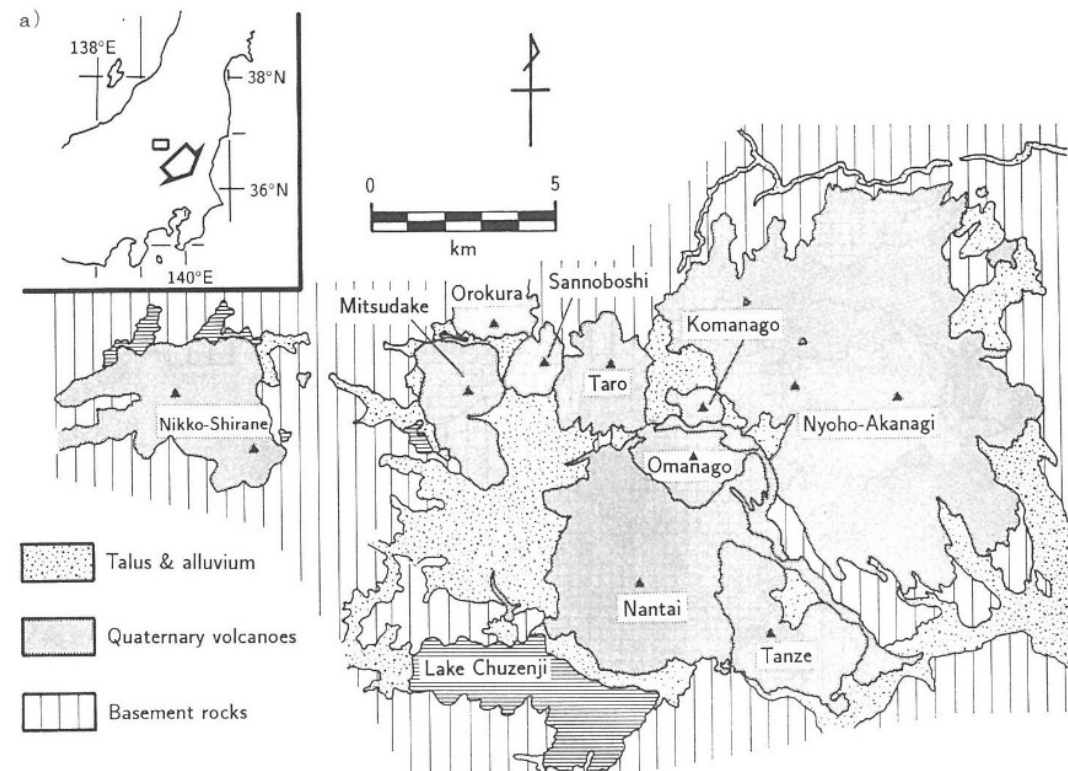 a)
138°E
38°N
36°N
140°E
0 5
km
Orokura
Sannoboshi
Mitsudake
Komanago
Taro
Nikko-Shirane
Nyoho-Akanagi
Omanago
Talus & alluvium
Nantai
Quaternary volcanoes
Tanze
Lake Chuzenji
Basement rocks